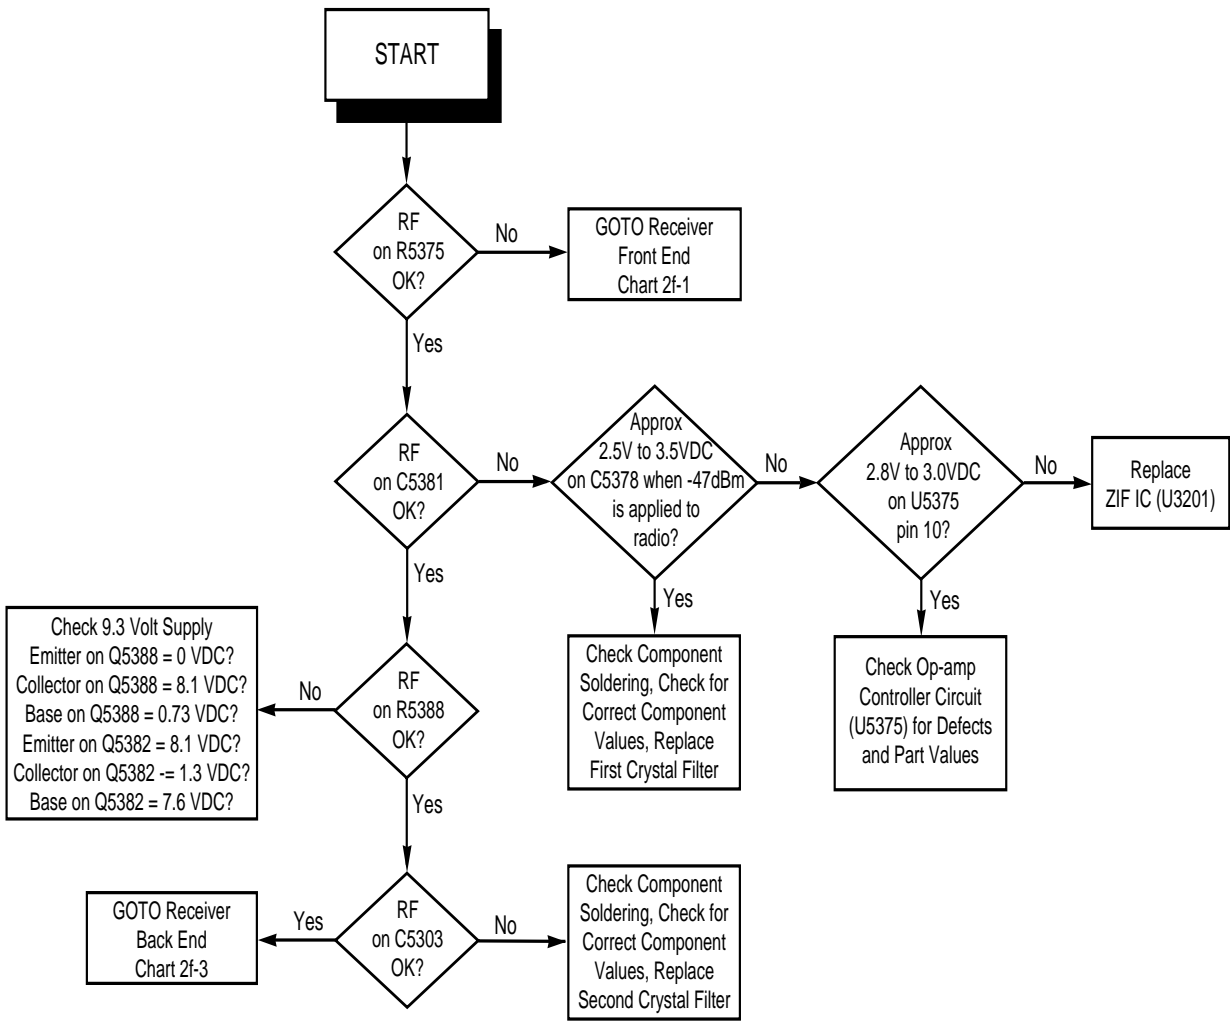 START
RF
on R5375
OK?
No
GOTO Receiver
Front End
Chart 2f-1
Yes
RF
on C5381
OK?
No
Approx
2.5V to 3.5VDC
on C5378 when -47dBm
is applied to
radio?
No
Approx
2.8V to 3.0VDC
on U5375
pin 10?
No
Replace
ZIF IC (U3201)
Yes
Yes
Check Component
Soldering, Check for
Correct Component
Values, Replace
First Crystal Filter
Yes
Check Op-amp
Controller Circuit
(U5375) for Defects
and Part Values
RF
on R5388
OK?
No
Check 9.3 Volt Supply
Emitter on Q5388 = 0 VDC?
Collector on Q5388 = 8.1 VDC?
Base on Q5388 = 0.73 VDC?
Emitter on Q5382 = 8.1 VDC?
Collector on Q5382 -= 1.3 VDC?
Base on Q5382 = 7.6 VDC?
Yes
RF
on C5303
OK?
Yes
GOTO Receiver
Back End
Chart 2f-3
No
Check Component
Soldering, Check for
Correct Component
Values, Replace
Second Crystal Filter